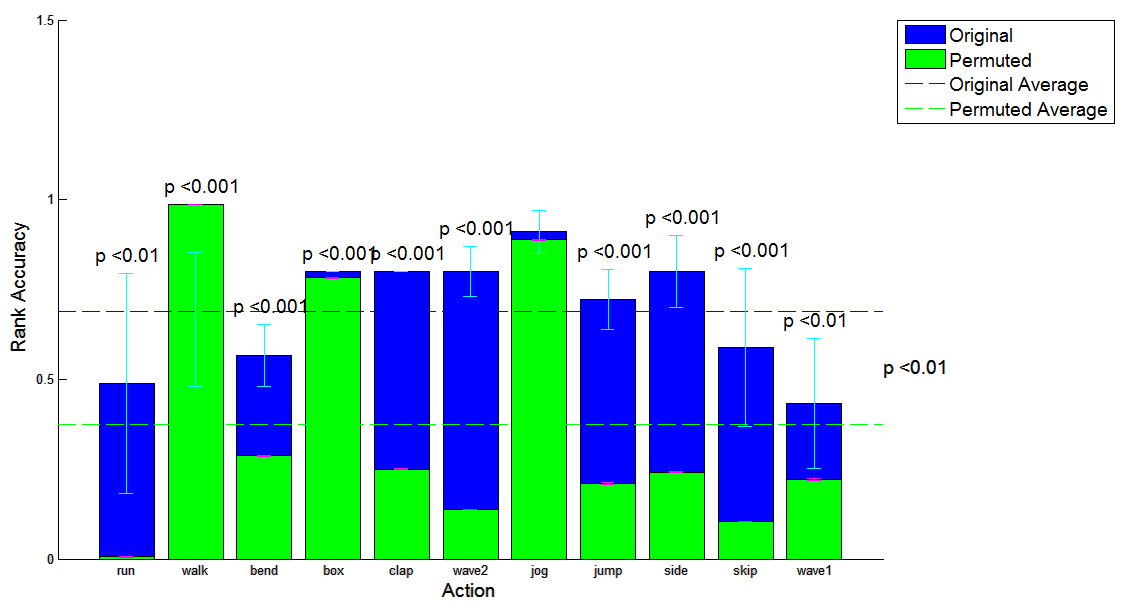 1.5
Original
Permuted
Original Average
Permuted Average
p <0.001
1
p <0.001
p <0.001
p <0.01
p <0.001
p <0.001
p <0.001
p <0.001
p <0.001
p <0.01
Rank Accuracy
0.5
p <0.01
0
run walk bend box clap wave2 jog jump side skip wave1
Action